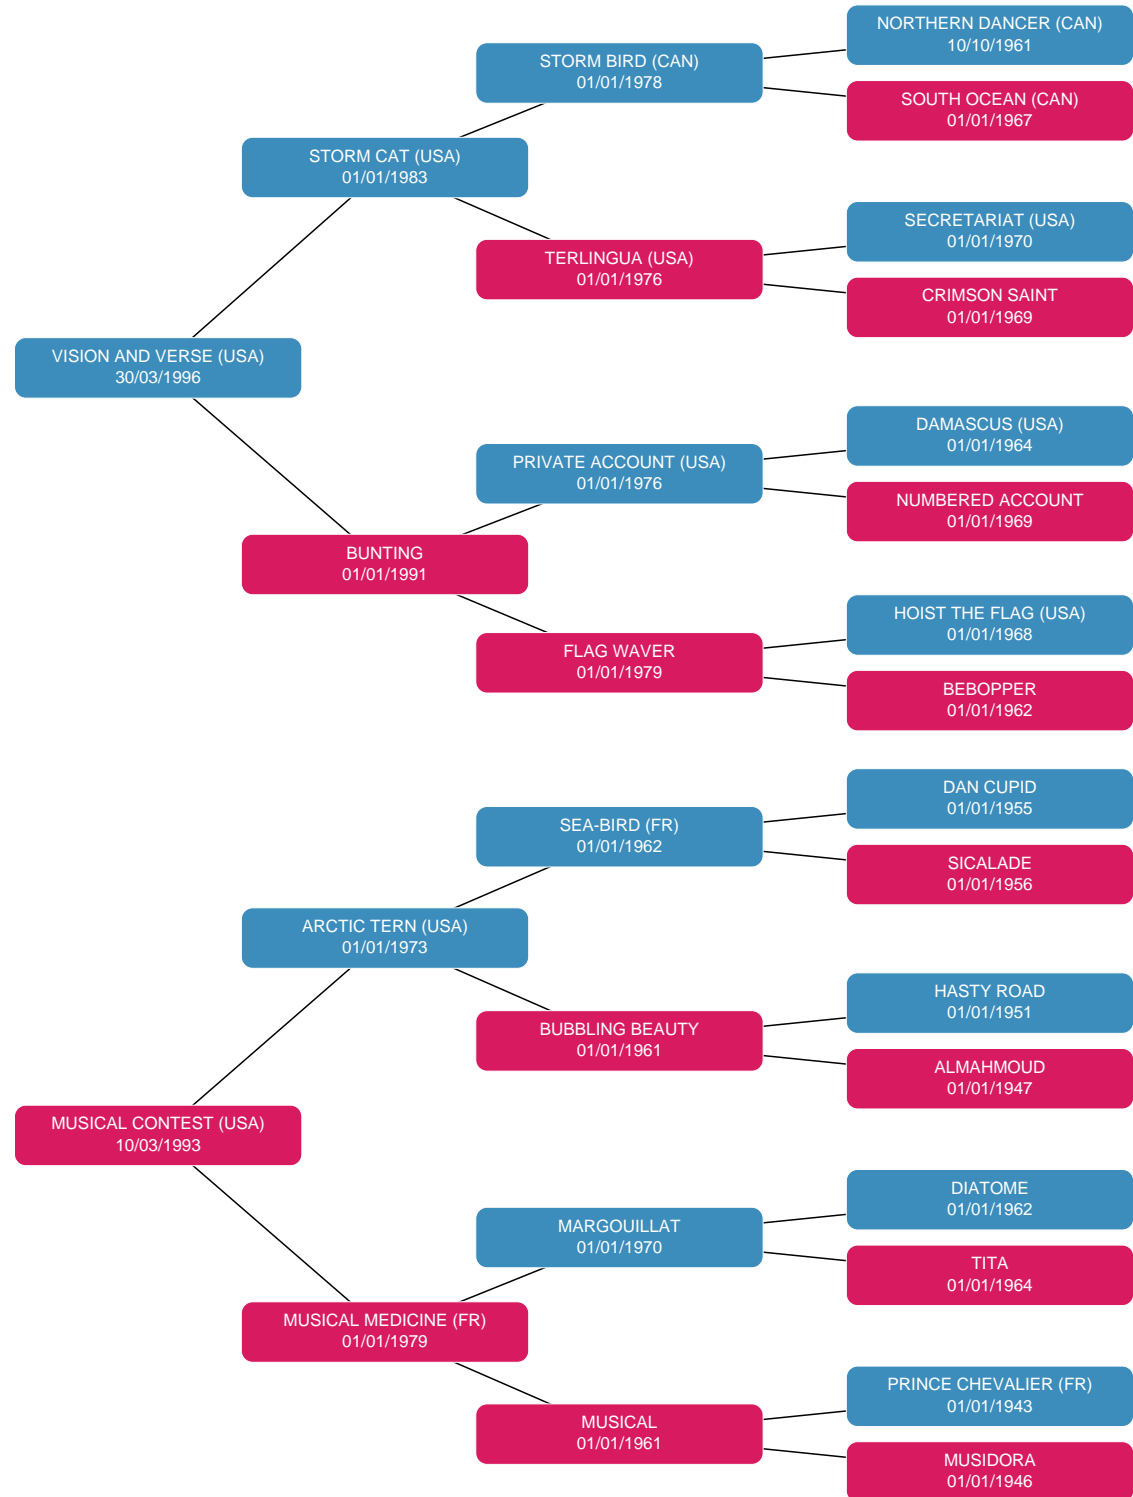 NORTHERN DANCER (CAN)
10/10/1961
STORM BIRD (CAN)
01/01/1978
SOUTH OCEAN (CAN)
01/01/1967
STORM CAT (USA)
01/01/1983
SECRETARIAT (USA)
01/01/1970
TERLINGUA (USA)
01/01/1976
CRIMSON SAINT
01/01/1969
VISION AND VERSE (USA)
30/03/1996
DAMASCUS (USA)
01/01/1964
PRIVATE ACCOUNT (USA)
01/01/1976
NUMBERED ACCOUNT
01/01/1969
BUNTING
01/01/1991
HOIST THE FLAG (USA)
01/01/1968
FLAG WAVER
01/01/1979
BEBOPPER
01/01/1962
DAN CUPID
01/01/1955
SEA-BIRD (FR)
01/01/1962
SICALADE
01/01/1956
ARCTIC TERN (USA)
01/01/1973
HASTY ROAD
01/01/1951
BUBBLING BEAUTY
01/01/1961
ALMAHMOUD
01/01/1947
MUSICAL CONTEST (USA)
10/03/1993
DIATOME
01/01/1962
MARGOUILLAT
01/01/1970
TITA
01/01/1964
MUSICAL MEDICINE (FR)
01/01/1979
PRINCE CHEVALIER (FR)
01/01/1943
MUSICAL
01/01/1961
MUSIDORA
01/01/1946